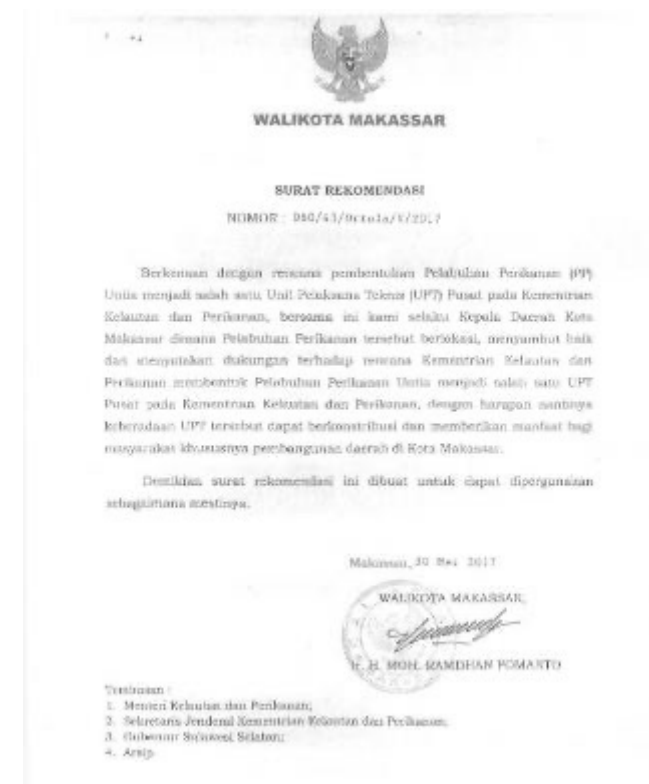 WALIKOTA MAKASSAR
SURAT REKOMENDASI
NOMOR :
Berkenaan dengan rencana pembentukan Pelabuhan Perikanan (PP)
Untia menjadi salah satu Unit Pelaksana Teknis (UPT) Pusat pada Kementrian
Kelautan dan Perikanan, bersama ini kami selaku Kepala Daerah Kota
Makassar dimana Pelabuhan Perikanan tersebut berlokasi, menyambut baik
dan menyatakan dukungan terhadap rencana Kementrian Kelautan dan
Perikanan membentuk Pelabuhan Perikanan Untia menjadi salah satu UPT
Pusat pada Kementrian Kelautan dan Perikanan, dengan harapan nantinya
keberadaan UPT tersebut dapat berkonstribusi dan memberikan manfaat bagi
masyarakat khususnya pembangunan daerah di Kota Makassar.
Demikian surat rekomendasi ini dibuat untuk dapat dipergunakan
sebagaimana mestinya.
Makassar, 30 Mei 2017
WALIKOTA MAKASSAR,
Ir. H. MOH. RAMDHAN POMANTO
Tembusan :
1. Menteri Kelautan dan Perikanan;
2. Sekretaris Jenderal Kementrian Kelautan dan Perikanan;
3. Gubernur Sulawesi Selatan;
4. Arsip